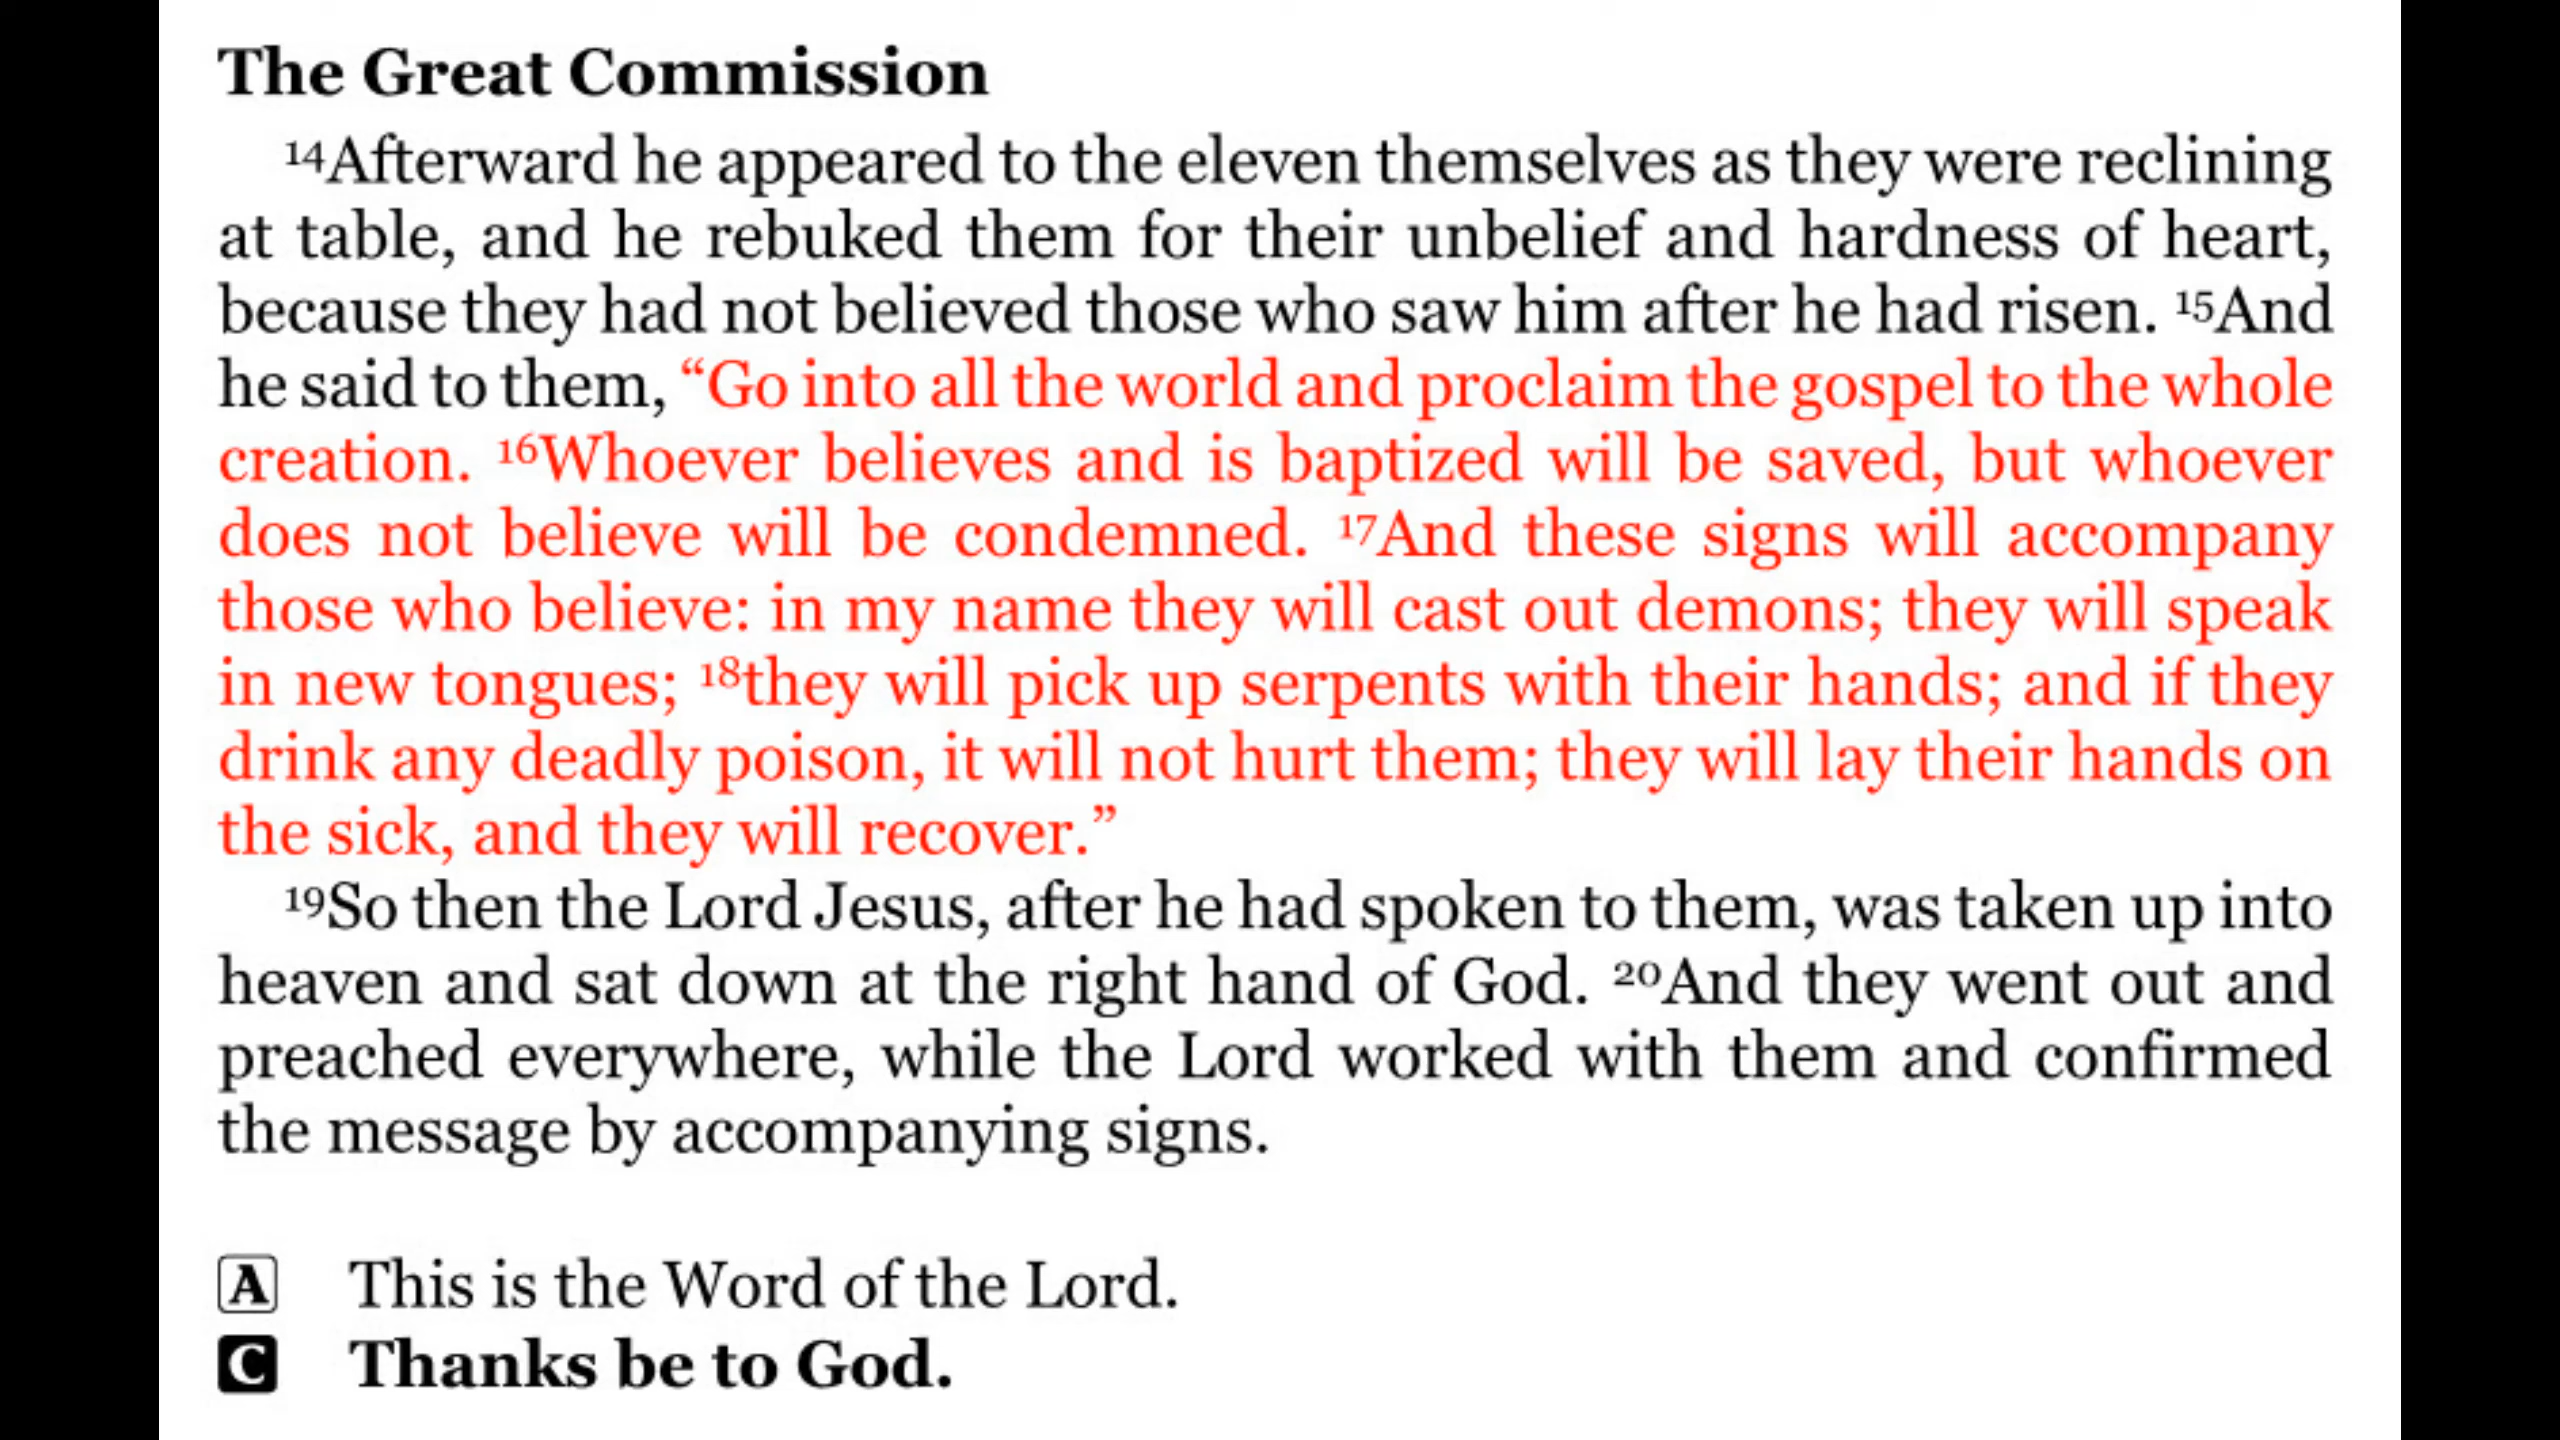 The Great Commission
14Afterward he appeared to the eleven themselves as they were reclining
at table, and he rebuked them for their unbelief and hardness of heart,
because they had not believed those who saw him after he had risen. 15And
he said to them, “Go into all the world and proclaim the gospel to the whole
creation. 16Whoever believes and is baptized will be saved, but whoever
does not believe will be condemned. 17And these signs will accompany
those who believe: in my name they will cast out demons; they will speak
in new tongues; 18they will pick up serpents with their hands; and if they
drink any deadly poison, it will not hurt them; they will lay their hands on
the sick, and they will recover.”
19So then the Lord Jesus, after he had spoken to them, was taken up into
heaven and sat down at the right hand of God. 20And they went out and
preached everywhere, while the Lord worked with them and confirmed
the message by accompanying signs.
A This is the Word of the Lord.
C Thanks be to God.